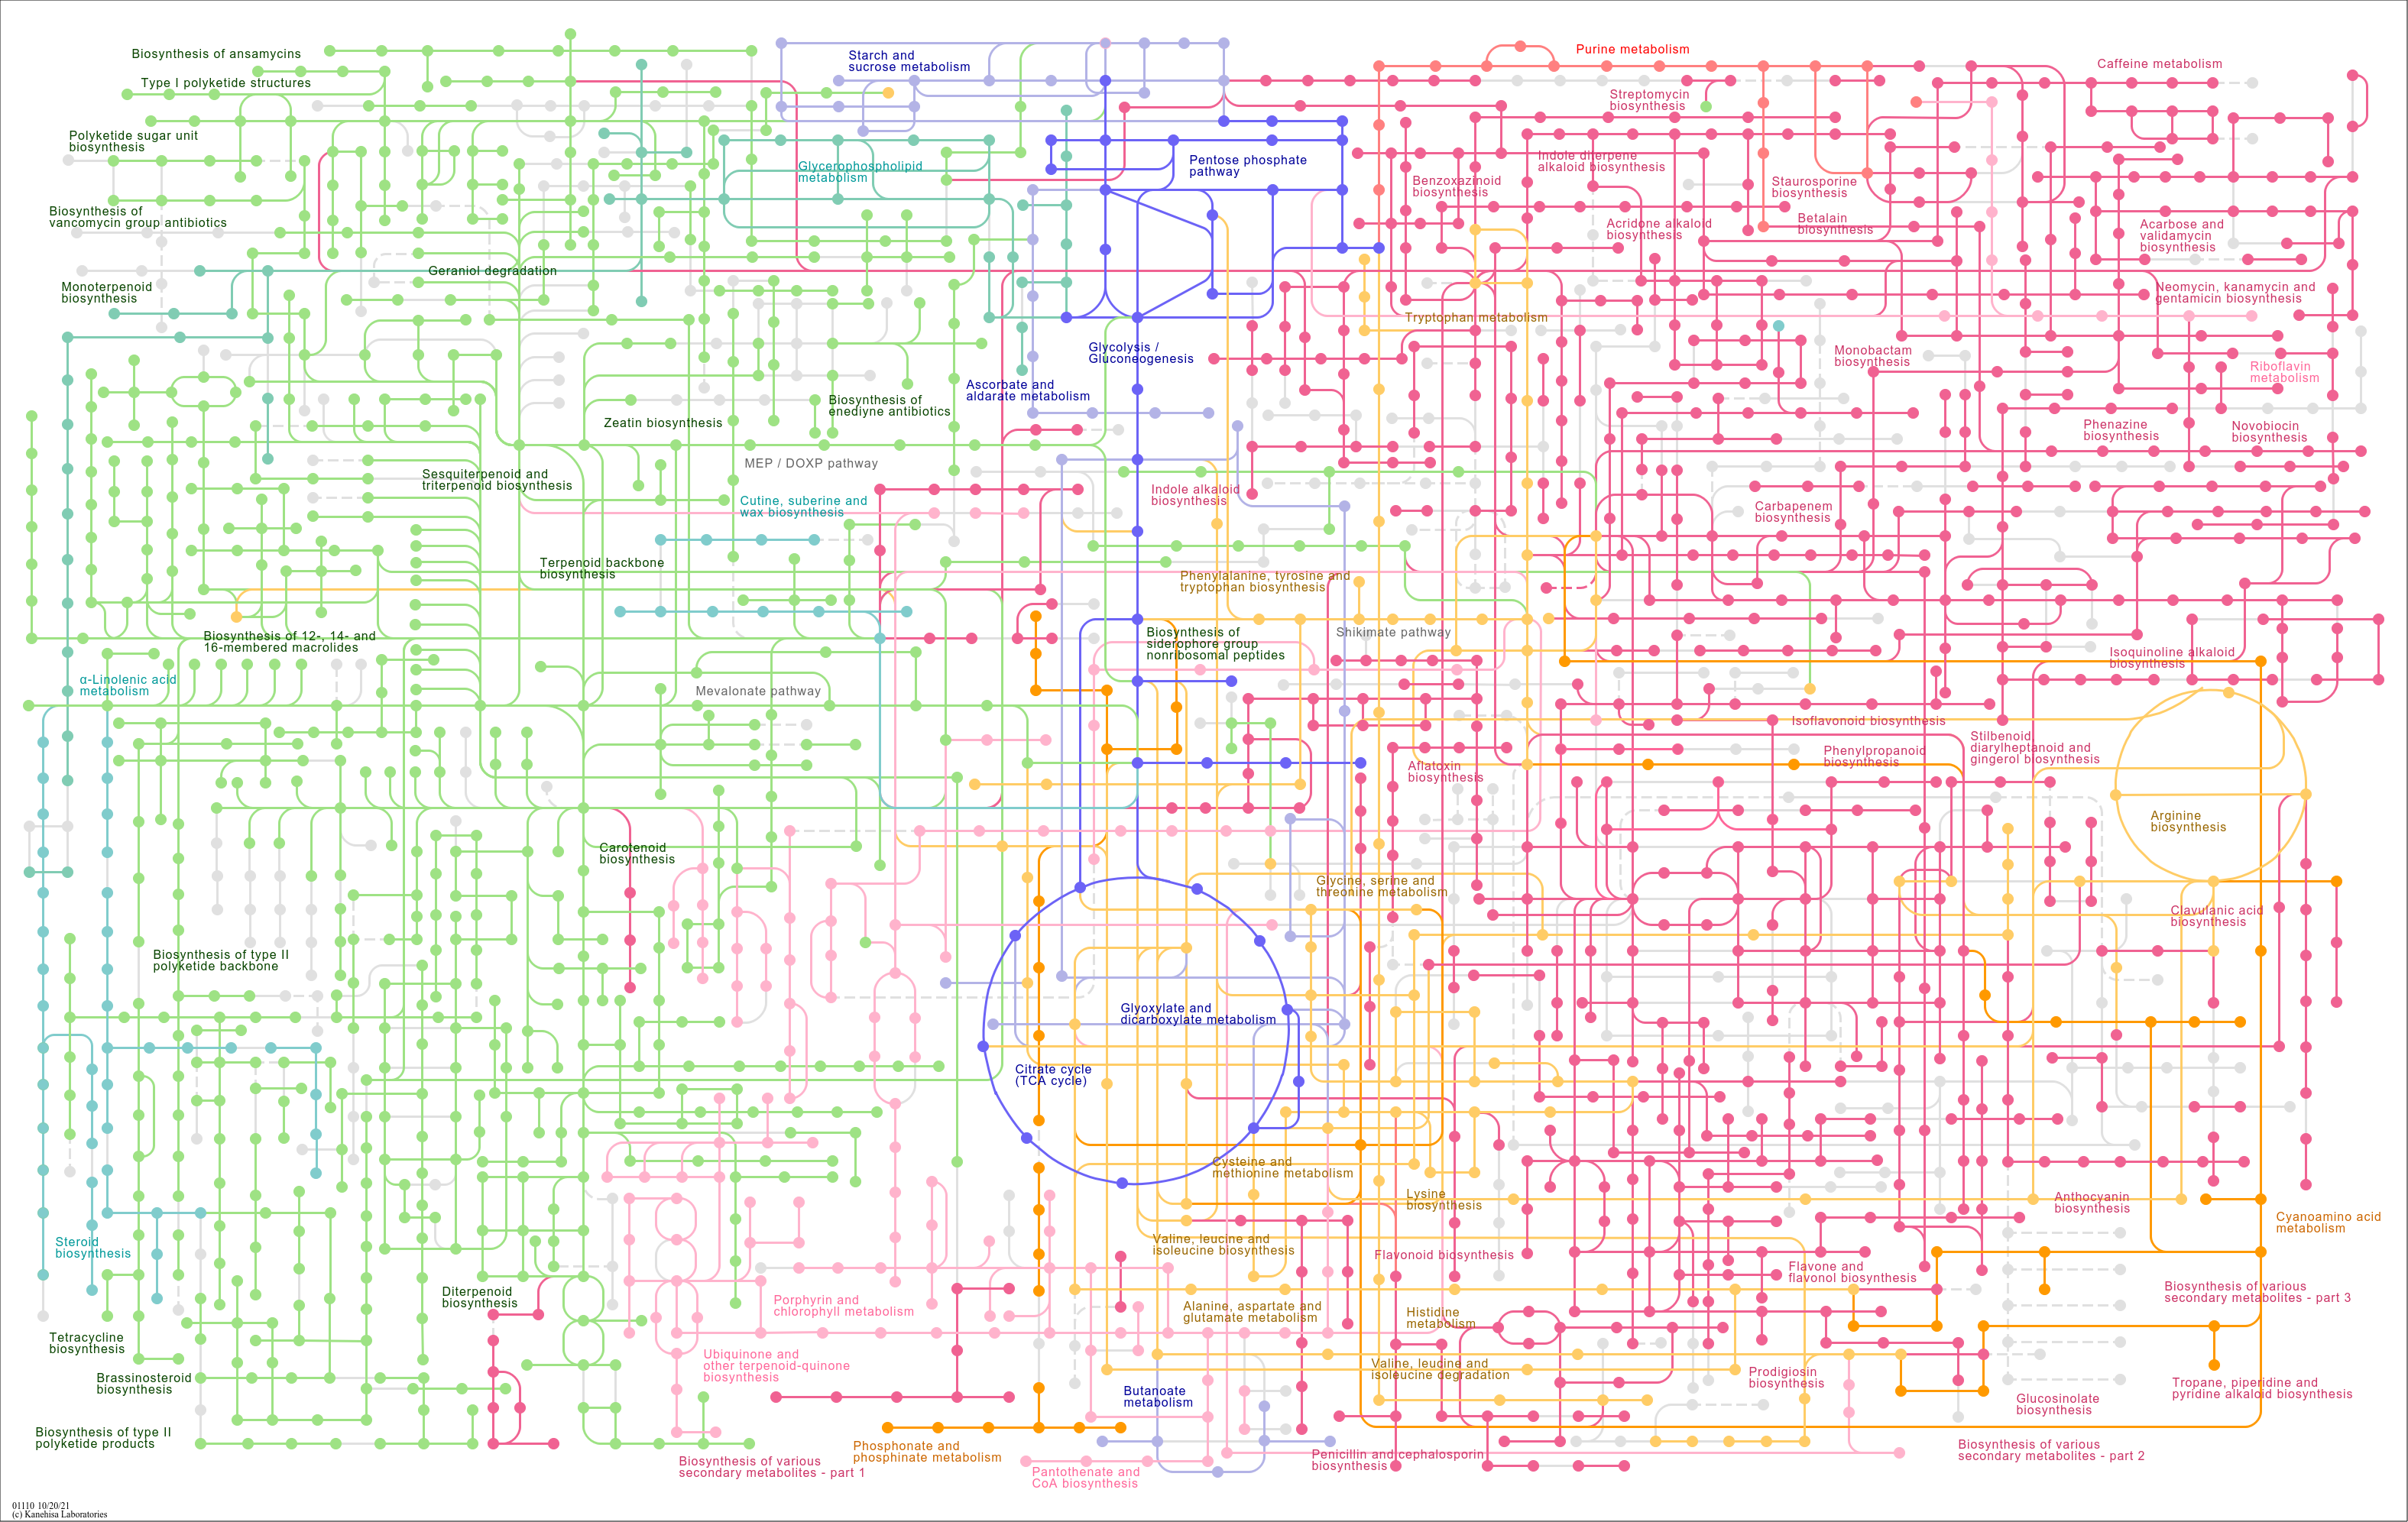 Biosynthesis of ansamycins
Type I polyketide structures
Polyketide sugar unit
biosynthesis
Biosynthesis of
vancomycin group antibiotics
Monoterpenoid
biosynthesis
Geraniol degradation
Starch and
sucrose metabolism
Glycerophospholipid
metabolism
Pentose phosphate
pathway
Purine metabolism
Caffeine metabolism
Streptomycin
biosynthesis
Indole diterpene
alkaloid biosynthesis
Benzoxazinoid
biosynthesis
Staurosporine
biosynthesis
Acridone alkaloid
biosynthesis
Betalain
biosynthesis
Acarbose and
validamycin
biosynthesis
Neomycin, kanamycin and
gentamicin biosynthesis
Tryptophan metabolism
Glycolysis /
Gluconeogenesis
Monobactam
biosynthesis
Riboflavin
metabolism
Ascorbate and
aldarate metabolism
Biosynthesis of
enediyne antibiotics
Zeatin biosynthesis
Phenazine
biosynthesis
Novobiocin
biosynthesis
MEP / DOXP pathway
Sesquiterpenoid and
triterpenoid biosynthesis
Cutine, suberine and
wax biosynthesis
Indole alkaloid
biosynthesis
Carbapenem
biosynthesis
Terpenoid backbone
biosynthesis
Phenylalanine, tyrosine and
tryptophan biosynthesis
Biosynthesis of 12-, 14- and
16-membered macrolides
Biosynthesis of
siderophore group
nonribosomal peptides
Shikimate pathway
Isoquinoline alkaloid
biosynthesis
α-Linolenic acid
metabolism
Mevalonate pathway
Isoflavonoid biosynthesis
Stilbenoid,
diarylheptanoid and
gingerol biosynthesis
Phenylpropanoid
biosynthesis
Aflatoxin
biosynthesis
Arginine
biosynthesis
Carotenoid
biosynthesis
Glycine, serine and
threonine metabolism
Clavulanic acid
biosynthesis
Biosynthesis of type II
polyketide backbone
Glyoxylate and
dicarboxylate metabolism
Citrate cycle
(TCA cycle)
Cysteine and
methionine metabolism
Lysine
biosynthesis
Anthocyanin
biosynthesis
Cyanoamino acid
metabolism
Steroid
biosynthesis
Valine, leucine and
isoleucine biosynthesis
Flavonoid biosynthesis
Flavone and
flavonol biosynthesis
Biosynthesis of various
secondary metabolites - part 3
Diterpenoid
biosynthesis
Porphyrin and
chlorophyll metabolism
Alanine, aspartate and
glutamate metabolism
Histidine
metabolism
Tetracycline
biosynthesis
Ubiquinone and
other terpenoid-quinone
biosynthesis
Valine, leucine and
isoleucine degradation
Prodigiosin
biosynthesis
Brassinosteroid
biosynthesis
Butanoate
metabolism
Glucosinolate
biosynthesis
Tropane, piperidine and
pyridine alkaloid biosynthesis
Biosynthesis of type II
polyketide products
Phosphonate and
phosphinate metabolism
Biosynthesis of various
secondary metabolites - part 1
Pantothenate and
CoA biosynthesis
Penicillin and cephalosporin
biosynthesis
Biosynthesis of various
secondary metabolites - part 2
01110 10/20/21
(c) Kanehisa Laboratories